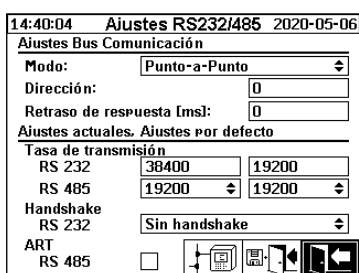 14:40:04 Ajustes RS232/485 2020-05-06
Ajustes Bus Comunicación
Modo: Punto-a-Punto
Dirección: 0
Retraso de respuesta [ms]: 0
Ajustes actuales, Ajustes por defecto
Tasa de transmisión
RS 232 38400 19200
RS 485 19200 19200
Handshake
RS 232 Sin handshake
ART
RS 485